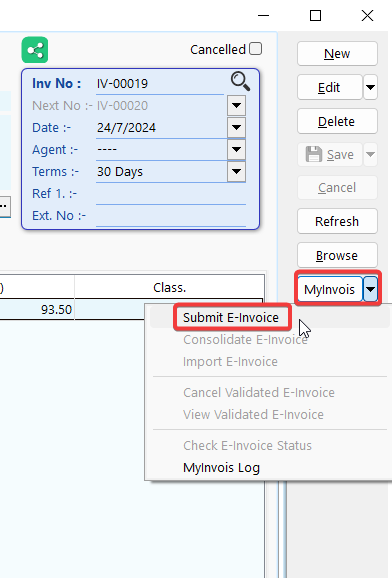 Cancelled
Inv No : IV-00019
Next No :- IV-00020
Date :- 24/7/2024
Agent :- ----
Terms :- 30 Days
Ref 1. :-
Ext. No :-
New
Edit
Delete
Save
Cancel
Refresh
Browse
MyInvois
) Class.
93.50
Submit E-Invoice
Consolidate E-Invoice
Import E-Invoice
Cancel Validated E-Invoice
View Validated E-Invoice
Check E-Invoice Status
MyInvois Log